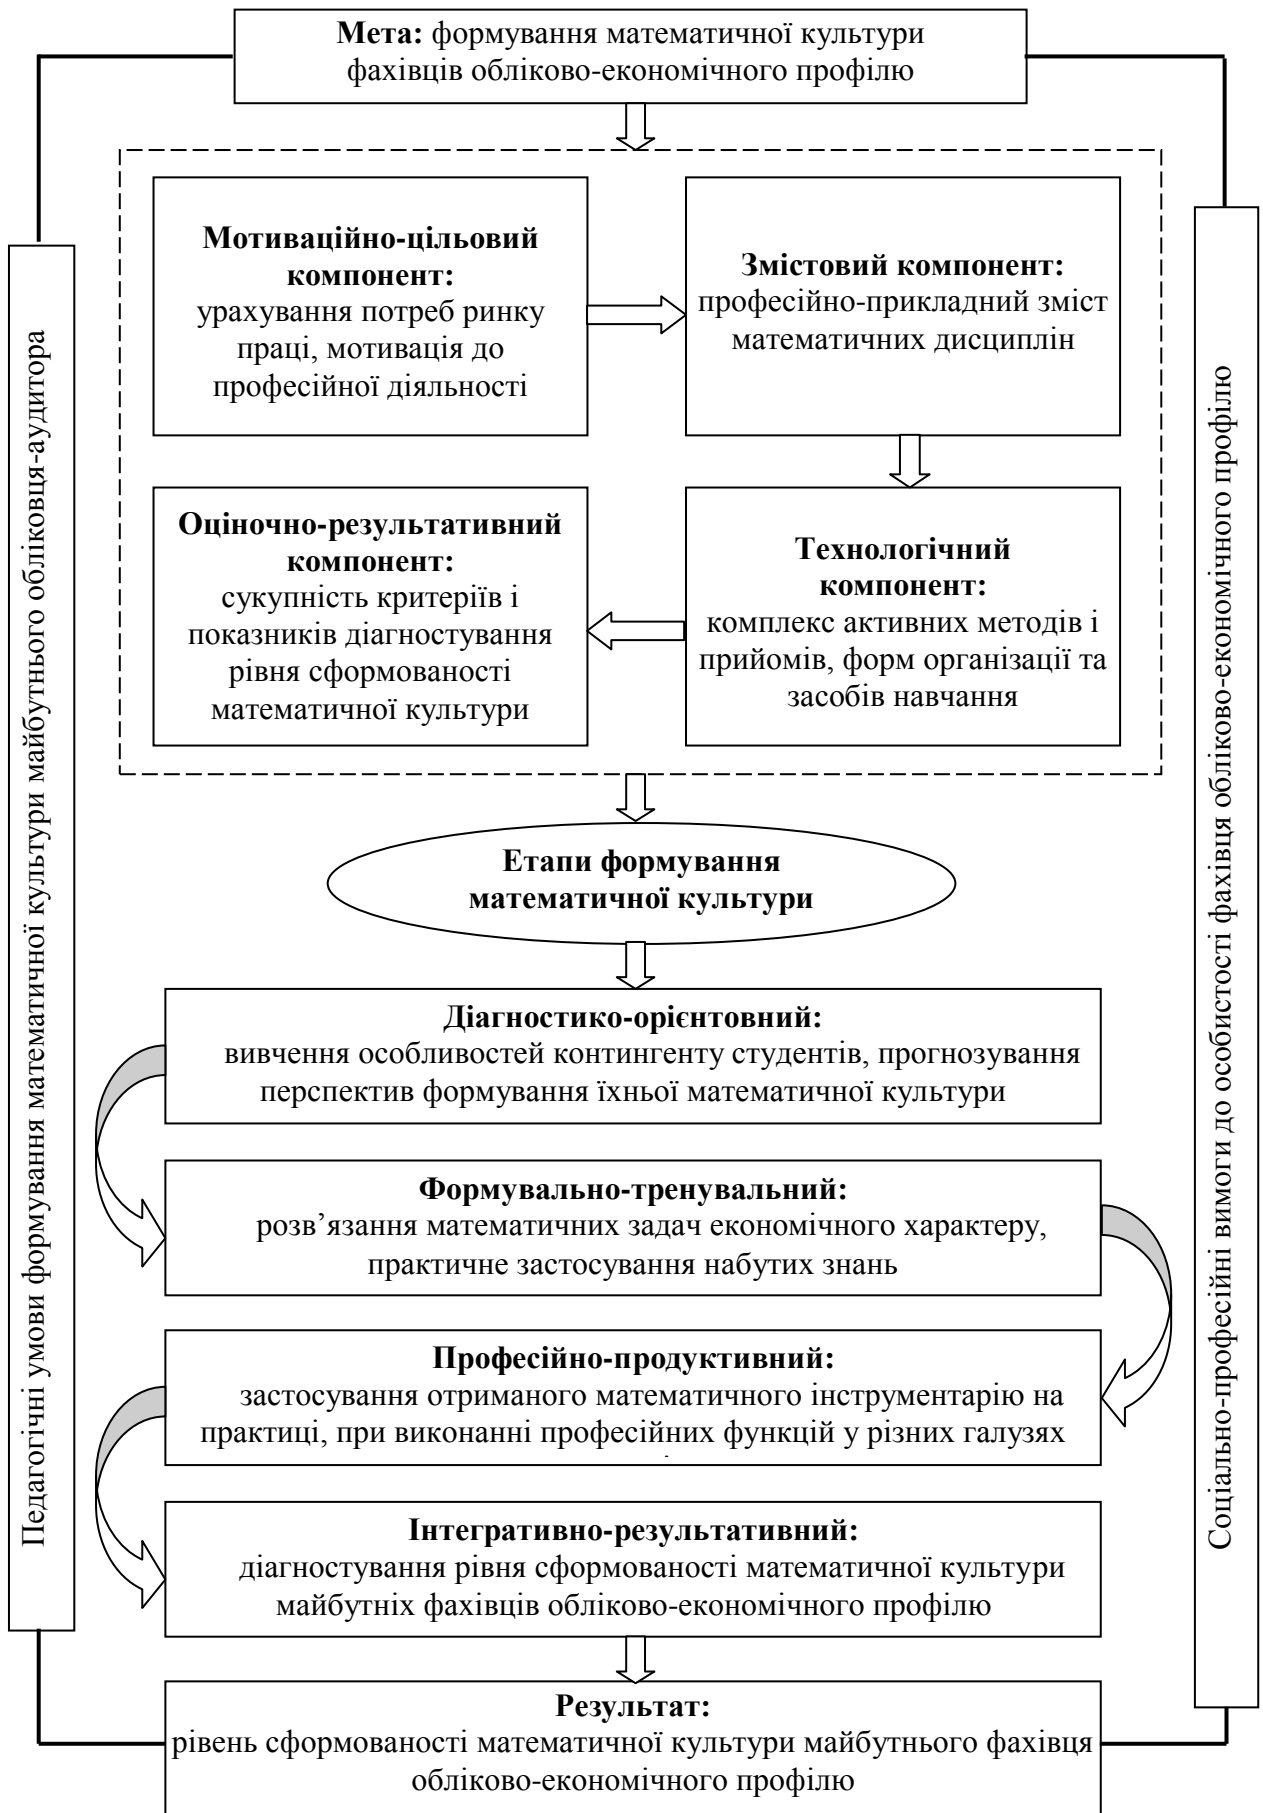 Мета: формування математичної культури
фахівців обліково-економічного профілю
Мотиваційно-цільовий
компонент:
урахування потреб ринку
праці, мотивація до
професійної діяльності
Змістовий компонент:
професійно-прикладний зміст
математичних дисциплін
Оціночно-результативний
компонент:
сукупність критеріїв і
показників діагностування
рівня сформованості
математичної культури
Технологічний
компонент:
комплекс активних методів і
прийомів, форм організації та
засобів навчання
Педагогічні умови формування математичної культури майбутнього обліковця-аудитора
Соціально-професійні вимоги до особистості фахівця обліково-економічного профілю
Етапи формування
математичної культури
Діагностико-орієнтовний:
вивчення особливостей контингенту студентів, прогнозування
перспектив формування їхньої математичної культури
Формувально-тренувальний:
розв’язання математичних задач економічного характеру,
практичне застосування набутих знань
Професійно-продуктивний:
застосування отриманого математичного інструментарію на
практиці, при виконанні професійних функцій у різних галузях
Інтегративно-результативний:
діагностування рівня сформованості математичної культури
майбутніх фахівців обліково-економічного профілю
Результат:
рівень сформованості математичної культури майбутнього фахівця
обліково-економічного профілю